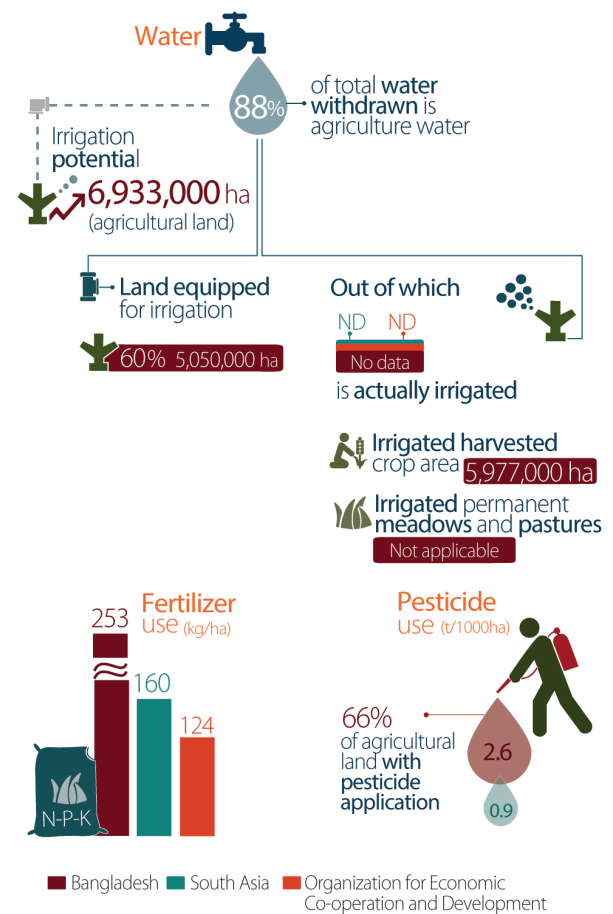 Water
88%
of total water
withdrawn is
agriculture water
Irrigation
potential
6,933,000 ha
(agricultural land)
Land equipped
for irrigation
60% 5,050,000 ha
Out of which
ND ND
No data
is actually irrigated
Irrigated harvested
crop area 5,977,000 ha
Irrigated permanent
meadows and pastures
Not applicable
Fertilizer
use (kg/ha)
253
160
124
N-P-K
Pesticide
use (t/1000ha)
66%
of agricultural
land with
pesticide
application
2.6
0.9
Bangladesh
South Asia
Organization for Economic
Co-operation and Development